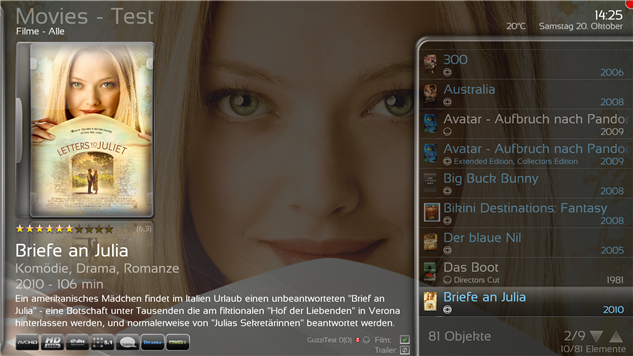 Movies - Test
Filme - Alle
14:25
20°C Samstag 20. Oktober
LETTERS TO JULIET
(6,3)
Briefe an Julia
Komödie, Drama, Romanze
2010 - 106 min
Ein amerikanisches Mädchen findet im Italien Urlaub einen unbeantworteten "Brief an
Julia" - eine Botschaft unter Tausenden die am fiktionalen "Hof der Liebenden" in Verona
hinterlassen werden, und normalerweise von "Julias Sekretärinnen" beantwortet werden.
AVCHD HD 5.1
GuzziTest 0(0) Film
Trailer
300
2006
Australia
2008
Avatar - Aufbruch nach Pandor
2009
Avatar - Aufbruch nach Pandor
Extended Edition, Collectors Edition 2009
Big Buck Bunny
2008
Bikini Destinations: Fantasy
2008
Der blaue Nil
2005
Das Boot
Directors Cut 1981
Briefe an Julia
2010
81 Objekte 2/9
10/81 Elemente